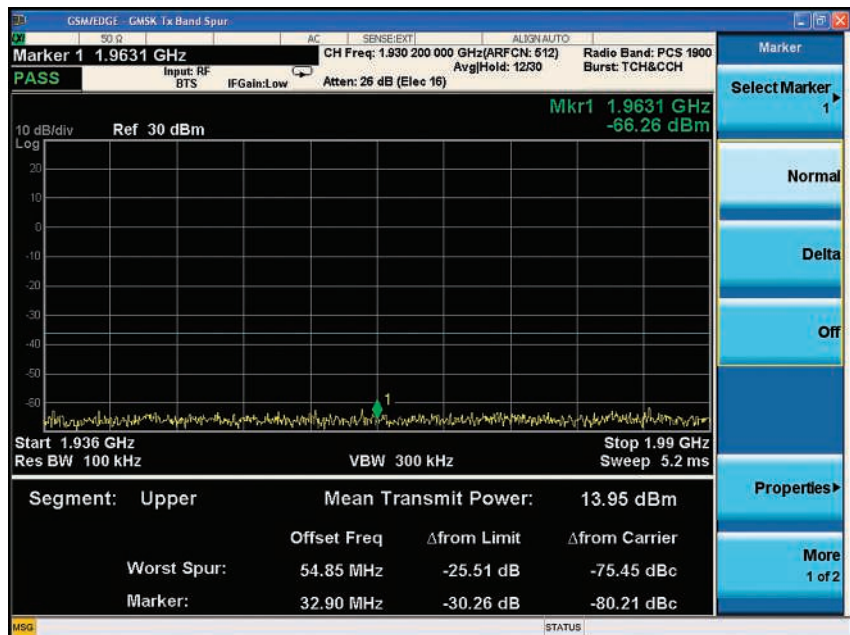 GSM/EDGE - GMSK Tx Band Spur
50 Ω AC SENSE:EXT ALIGN AUTO
Marker 1 1.9631 GHz
CH Freq: 1.930 200 000 GHz(ARFCN: 512) Radio Band: PCS 1900
Avg|Hold: 12/30 Burst: TCH&CCH
PASS Input: RF
BTS IFGain:Low Atten: 26 dB (Elec 16)
Mkr1 1.9631 GHz
-66.26 dBm
10 dB/div Ref 30 dBm
Log
20
10
0
-10
-20
-30
-40
-50
-60
1
Start 1.936 GHz Stop 1.99 GHz
Res BW 100 kHz VBW 300 kHz Sweep 5.2 ms
Segment: Upper Mean Transmit Power: 13.95 dBm
Offset Freq Δfrom Limit Δfrom Carrier
Worst Spur: 54.85 MHz -25.51 dB -75.45 dBc
Marker: 32.90 MHz -30.26 dB -80.21 dBc
MSG STATUS
Marker
Select Marker
1
Normal
Delta
Off
Properties
More
1 of 2